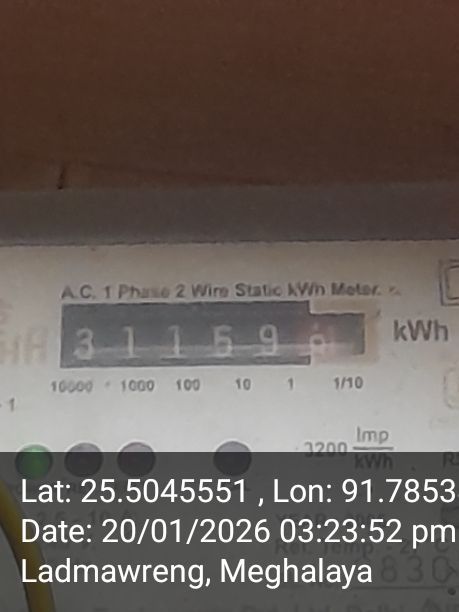 A.C. 1 Phase 2 Wire Static kWh Meter.
3 1 1 5 9
kWh
10000 1000 100 10 1 1/10
3200 Imp/kWh
Lat: 25.5045551 , Lon: 91.7853
Date: 20/01/2026 03:23:52 pm
Ladmawreng, Meghalaya
830